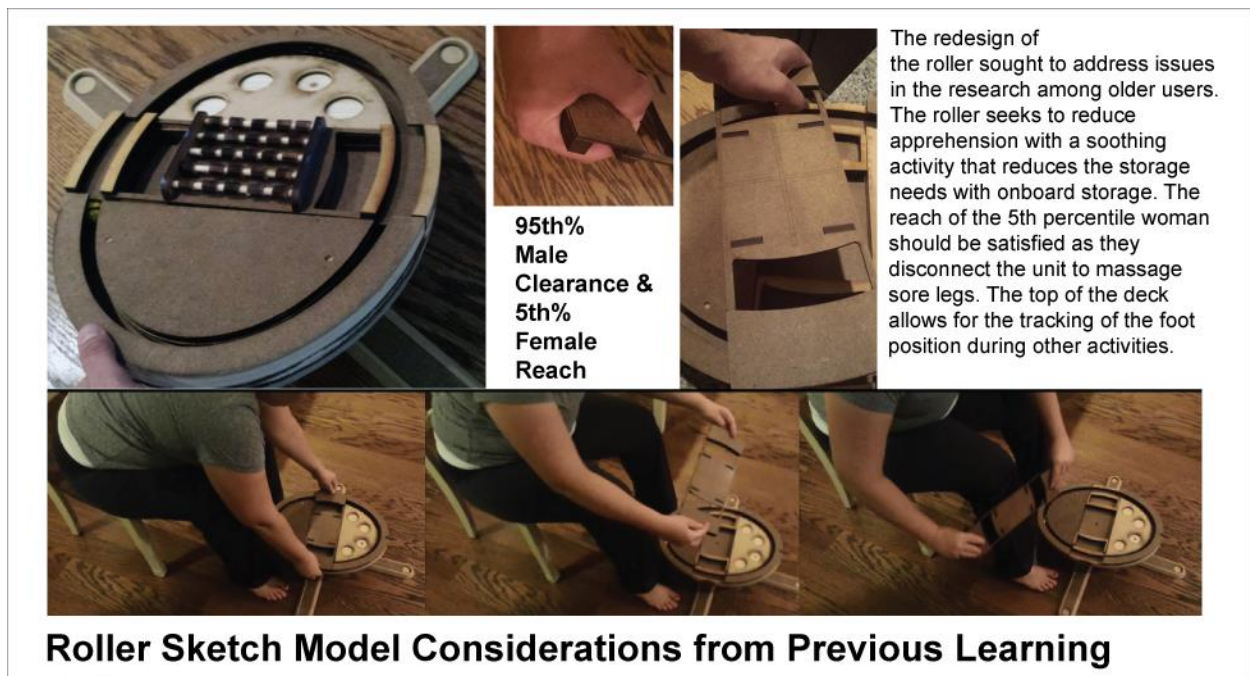 The redesign of
the roller sought to address issues
in the research among older users.
The roller seeks to reduce
apprehension with a soothing
activity that reduces the storage
needs with onboard storage. The
reach of the 5th percentile woman
should be satisfied as they
disconnect the unit to massage
sore legs. The top of the deck
allows for the tracking of the foot
position during other activities.
95th%
Male
Clearance &
5th%
Female
Reach
Roller Sketch Model Considerations from Previous Learning